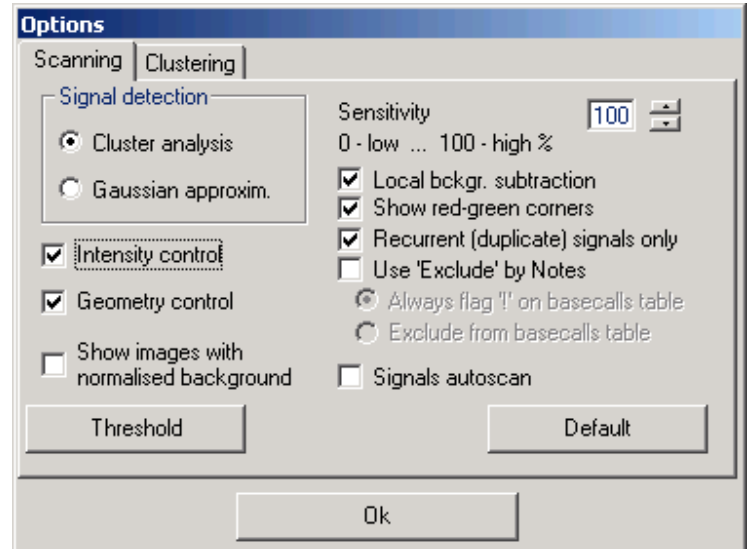 Options
Scanning
Clustering
Signal detection
Cluster analysis
Gaussian approxim.
Intensity control
Geometry control
Show images with
normalised background
Threshold
Sensitivity
100
0 - low ... 100 - high %
Local bckgr. subtraction
Show red-green corners
Recurrent (duplicate) signals only
Use 'Exclude' by Notes
Always flag '!' on basecalls table
Exclude from basecalls table
Signals autoscan
Default
Ok